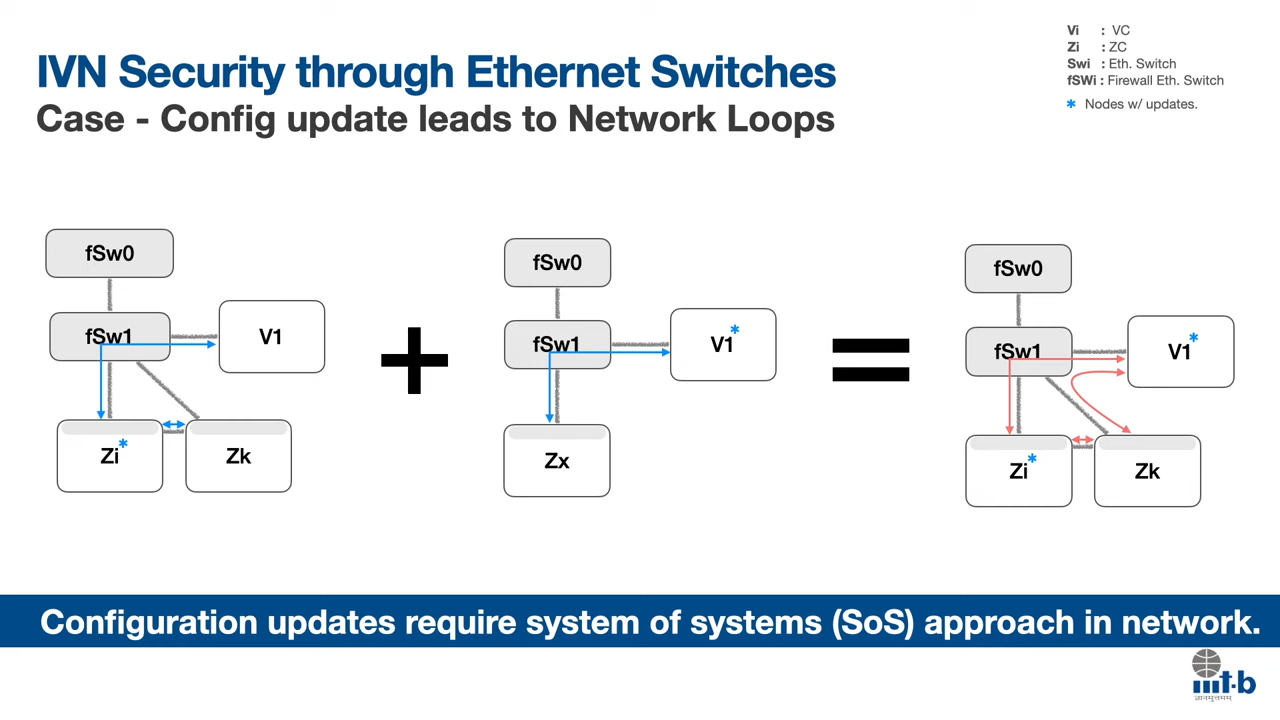 IVN Security through Ethernet Switches
Case - Config update leads to Network Loops
Vi : VC
Zi : ZC
Swi : Eth. Switch
fSWi : Firewall Eth. Switch
* Nodes w/ updates.
fSw0
fSw1
V1
Zi*
Zk
+
fSw0
fSw1
V1*
Zx
=
fSw0
fSw1
V1*
Zi*
Zk
Configuration updates require system of systems (SoS) approach in network.
iiit-b
ज्ञानमुत्तमम्